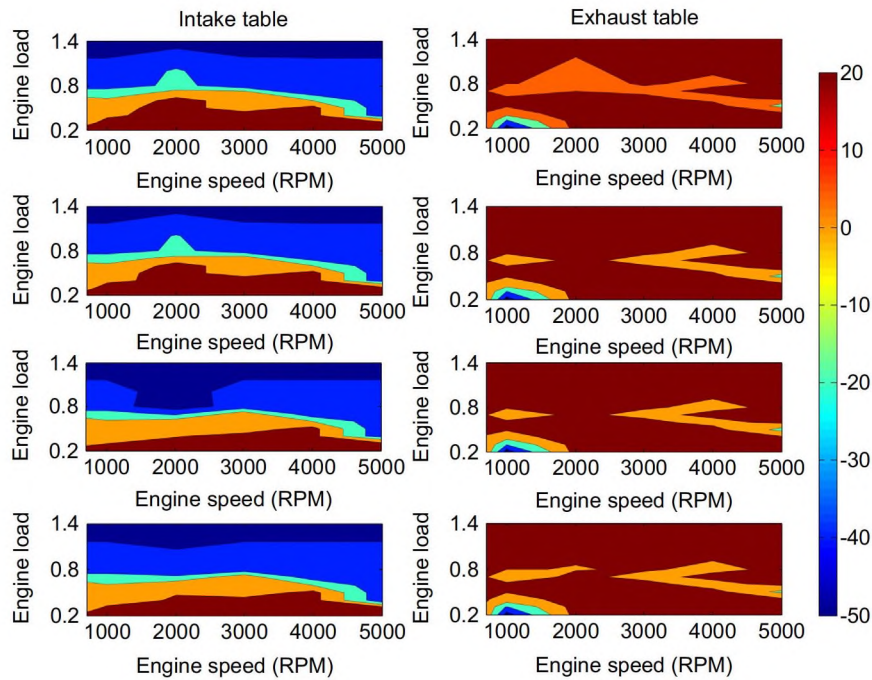 Intake table Exhaust table
1.4 1.4
Engine load 0.8 Engine load 0.8
0.2 0.2
1000 2000 3000 4000 5000 1000 2000 3000 4000 5000
Engine speed (RPM) Engine speed (RPM)
1.4 1.4
Engine load 0.8 Engine load 0.8
0.2 0.2
1000 2000 3000 4000 5000 1000 2000 3000 4000 5000
Engine speed (RPM) Engine speed (RPM)
1.4 1.4
Engine load 0.8 Engine load 0.8
0.2 0.2
1000 2000 3000 4000 5000 1000 2000 3000 4000 5000
Engine speed (RPM) Engine speed (RPM)
1.4 1.4
Engine load 0.8 Engine load 0.8
0.2 0.2
1000 2000 3000 4000 5000 1000 2000 3000 4000 5000
Engine speed (RPM) Engine speed (RPM)
20
10
0
-10
-20
-30
-40
-50